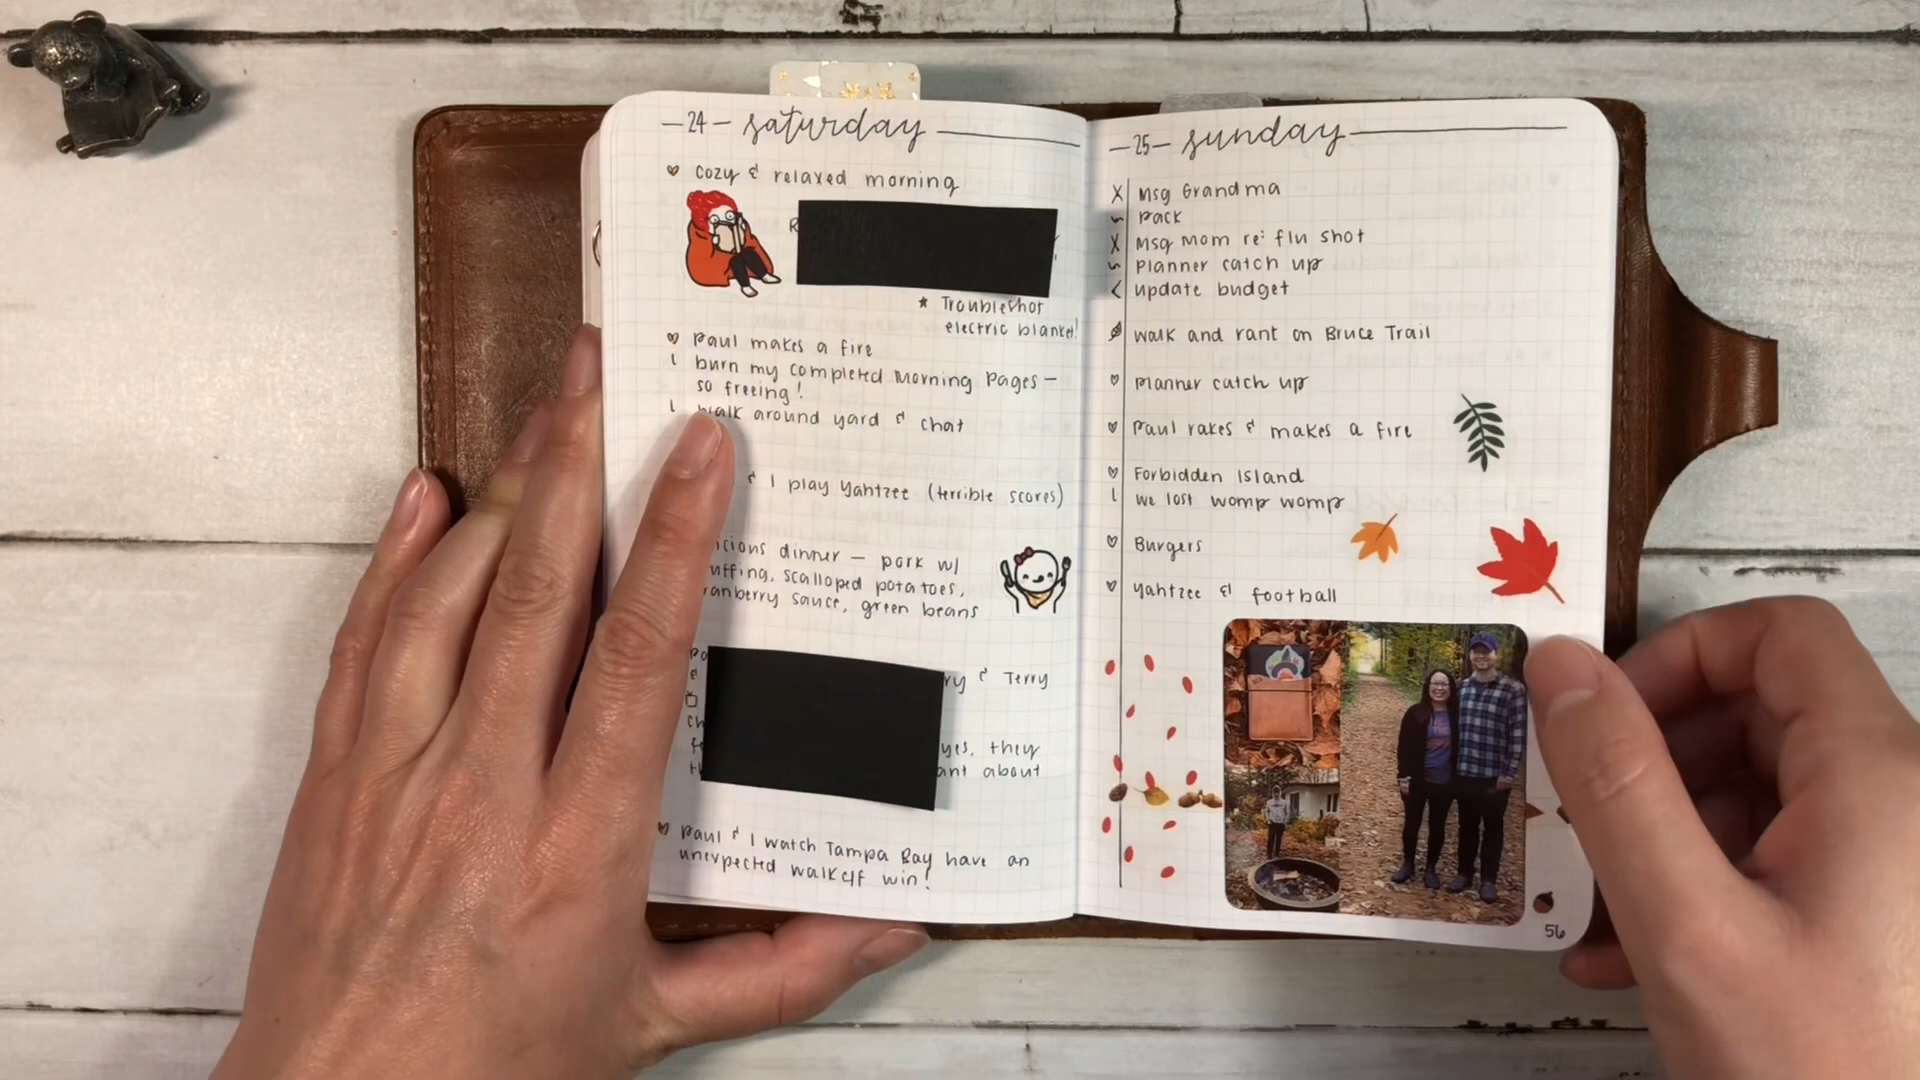 —24— saturday
cozy & relaxed morning
R
* Troubleshot
electric blanket!
Paul makes a fire
burn my completed Morning Pages —
so freeing!
walk around yard & chat
& I play Yahtzee (terrible scores)
icious dinner — pork w/
uffing, scalloped potatoes,
ranberry sauce, green beans
& Terry
yes, they
about
Paul & I watch Tampa Bay have an
unexpected walkoff win!
—25— sunday
X Msg Grandma
Pack
X Msg mom re: flu shot
Planner catch up
< update budget
walk and rant on Bruce Trail
Planner catch up
Paul rakes & makes a fire
Forbidden Island
we lost womp womp
Burgers
Yahtzee & football
56